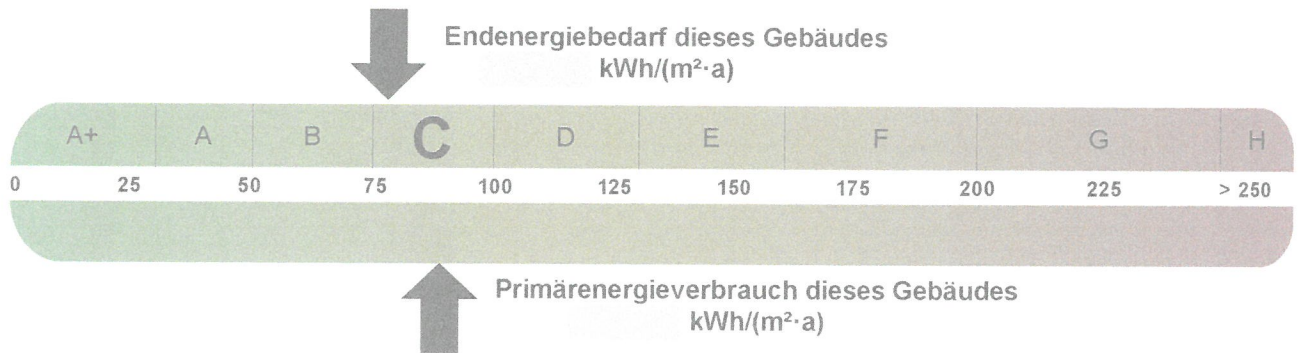 Endenergiebedarf dieses Gebäudes
kWh/(m²·a)
A+ A B C D E F G H
0 25 50 75 100 125 150 175 200 225 > 250
Primärenergieverbrauch dieses Gebäudes
kWh/(m²·a)